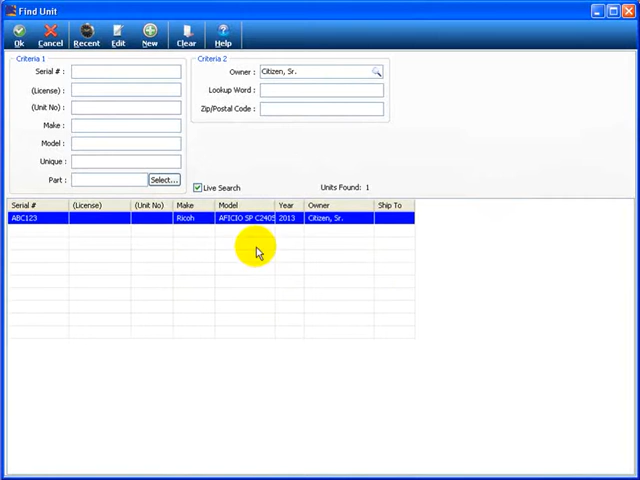 Find Unit
Ok Cancel Recent Edit New Clear Help
Criteria 1
Serial # :
(License) :
(Unit No) :
Make :
Model :
Unique :
Part : Select...
Criteria 2
Owner : Citizen, Sr.
Lookup Word :
Zip/Postal Code :
Live Search Units Found: 1
Serial # (License) (Unit No) Make Model Year Owner Ship To
ABC123 Ricoh AFICIO SP C240S 2013 Citizen, Sr.